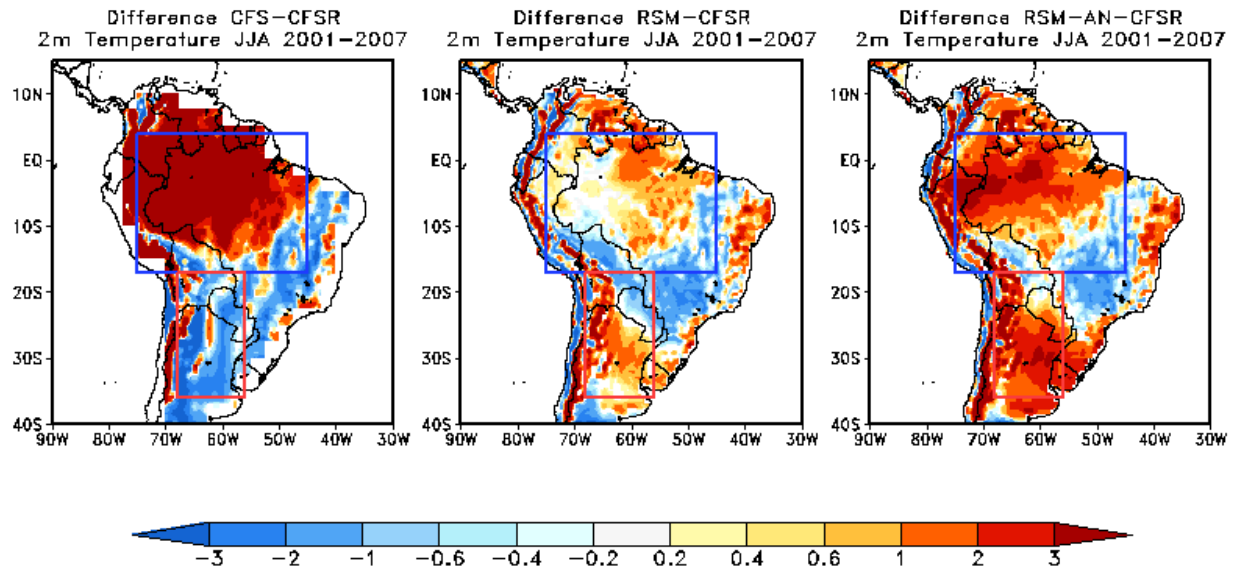 Difference CFS-CFSR
2m Temperature JJA 2001-2007
Difference RSM-CFSR
2m Temperature JJA 2001-2007
Difference RSM-AN-CFSR
2m Temperature JJA 2001-2007
10N
EQ
10S
20S
30S
40S
90W 80W 70W 60W 50W 40W 30W
10N
EQ
10S
20S
30S
40S
90W 80W 70W 60W 50W 40W 30W
10N
EQ
10S
20S
30S
40S
90W 80W 70W 60W 50W 40W 30W
-3 -2 -1 -0.6 -0.4 -0.2 0.2 0.4 0.6 1 2 3